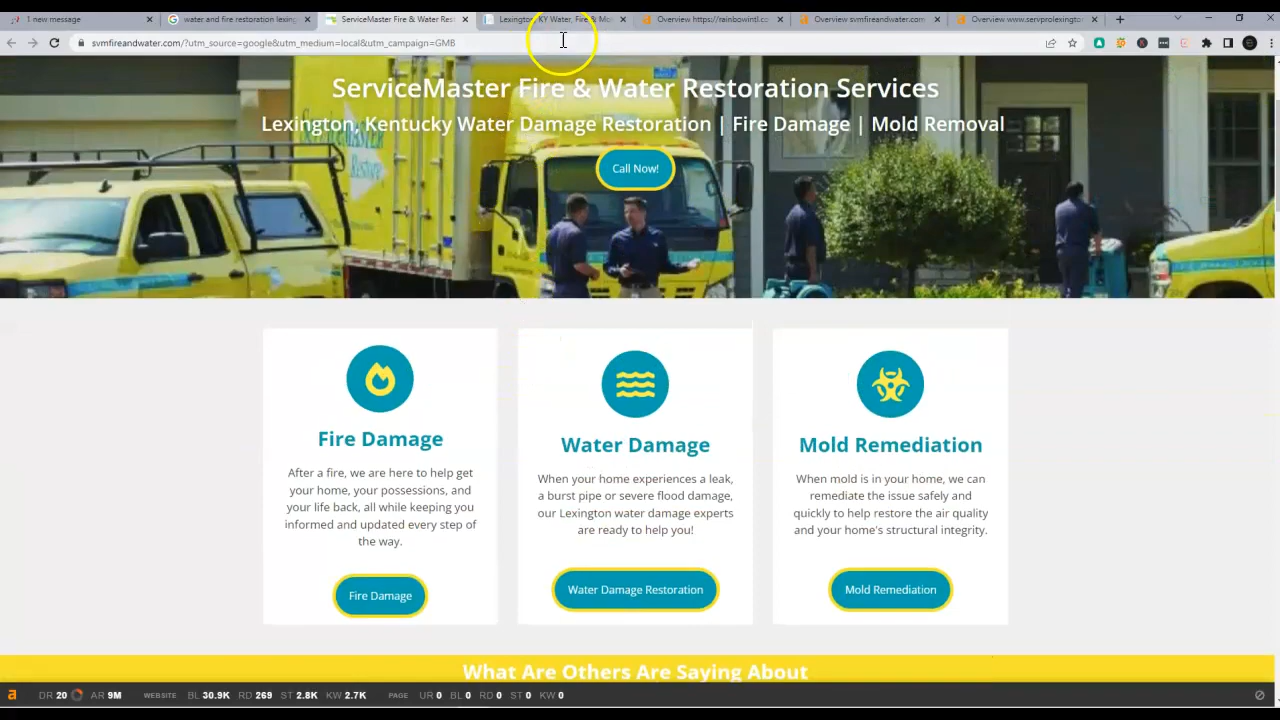 1 new message
water and fire restoration lexing
ServiceMaster Fire & Water Rest
Lexington, KY Water, Fire & Mo
Overview https://rainbowintl.c
Overview svmfireandwater.com
Overview www.servprolexingto
svmfireandwater.com/?utm_source=google&utm_medium=local&utm_campaign=GMB
ServiceMaster Fire & Water Restoration Services
Lexington, Kentucky Water Damage Restoration | Fire Damage | Mold Removal
Call Now!
Fire Damage
After a fire, we are here to help get
your home, your possessions, and
your life back, all while keeping you
informed and updated every step of
the way.
Fire Damage
Water Damage
When your home experiences a leak,
a burst pipe or severe flood damage,
our Lexington water damage experts
are ready to help you!
Water Damage Restoration
Mold Remediation
When mold is in your home, we can
remediate the issue safely and
quickly to help restore the air quality
and your home's structural integrity.
Mold Remediation
What Are Others Are Saying About
a DR 20 AR 9M WEBSITE BL 30.9K RD 269 ST 2.8K KW 2.7K PAGE UR 0 BL 0 RD 0 ST 0 KW 0